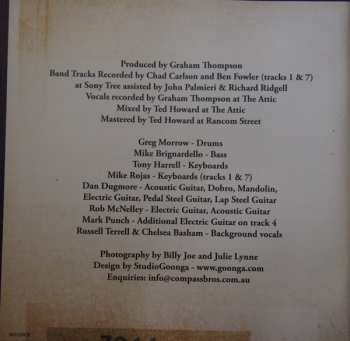 Produced by Graham Thompson
Band Tracks Recorded by Chad Carlson and Ben Fowler (tracks 1 & 7)
at Sony Tree assisted by John Palmieri & Richard Ridgell
Vocals recorded by Graham Thompson at The Attic
Mixed by Ted Howard at The Attic
Mastered by Ted Howard at Rancom Street
Greg Morrow - Drums
Mike Brignardello - Bass
Tony Harrell - Keyboards
Mike Rojas - Keyboards (tracks 1 & 7)
Dan Dugmore - Acoustic Guitar, Dobro, Mandolin,
Electric Guitar, Pedal Steel Guitar, Lap Steel Guitar
Rob McNelley - Electric Guitar, Acoustic Guitar
Mark Punch - Additional Electric Guitar on track 4
Russell Terrell & Chelsea Basham - Background vocals
Photography by Billy Joe and Julie Lynne
Design by StudioGoonga - www.goonga.com
Enquiries: info@compassbros.com.au